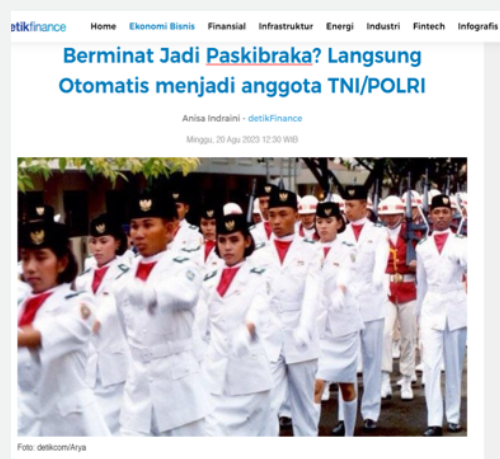 etikfinance Home Ekonomi Bisnis Finansial Infrastruktur Energi Industri Fintech Infografis
Berminat Jadi Paskibraka? Langsung
Otomatis menjadi anggota TNI/POLRI
Anisa Indraini - detikFinance
Minggu, 20 Agu 2023 12:30 WIB
Foto: detikcom/Arya